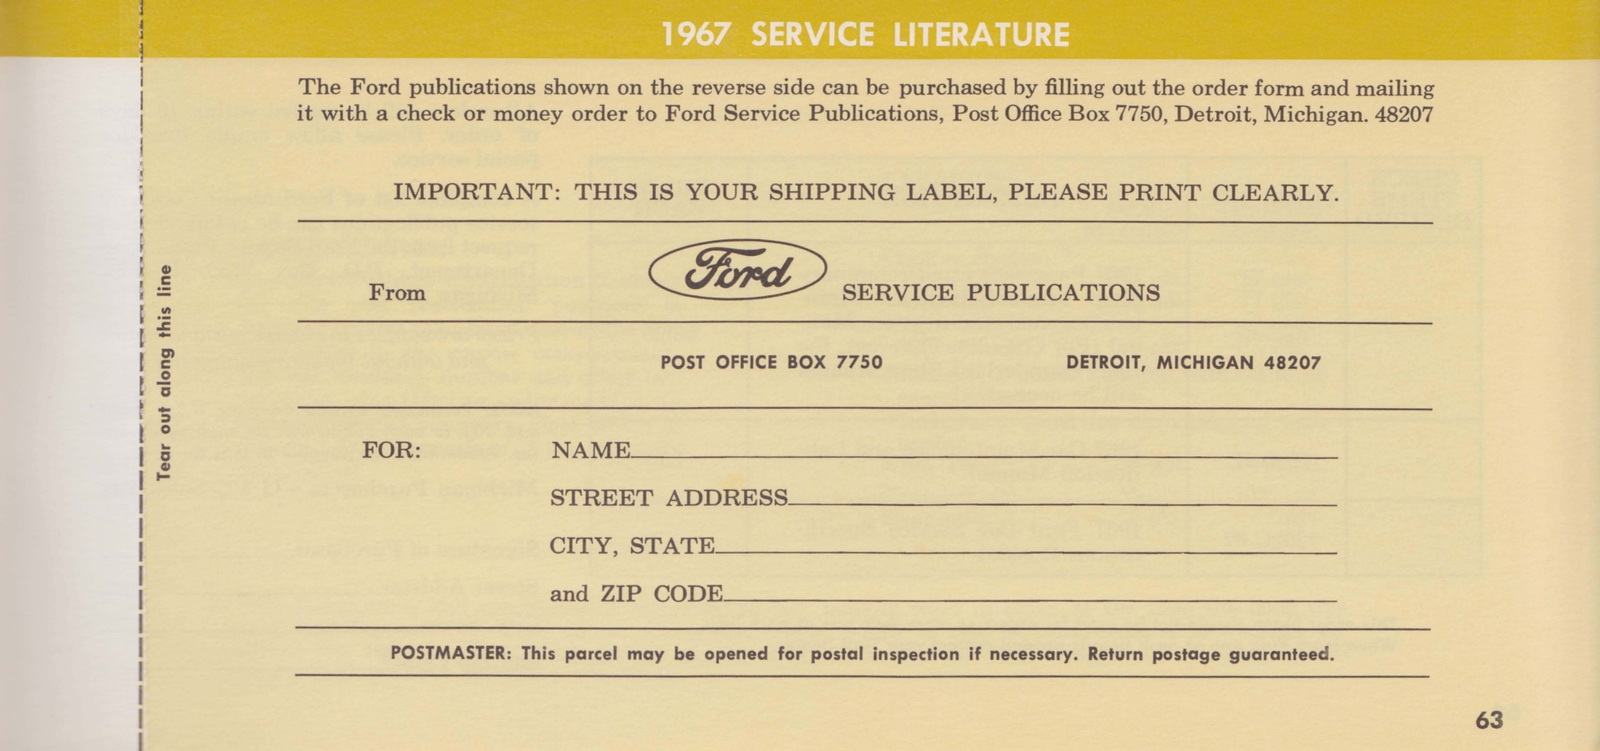 1967 SERVICE LITERATURE
The Ford publications shown on the reverse side can be purchased by filling out the order form and mailing
it with a check or money order to Ford Service Publications, Post Office Box 7750, Detroit, Michigan. 48207
IMPORTANT: THIS IS YOUR SHIPPING LABEL, PLEASE PRINT CLEARLY.
From Ford SERVICE PUBLICATIONS
POST OFFICE BOX 7750 DETROIT, MICHIGAN 48207
FOR: NAME
STREET ADDRESS
CITY, STATE
and ZIP CODE
POSTMASTER: This parcel may be opened for postal inspection if necessary. Return postage guaranteed.
Tear out along this line
63